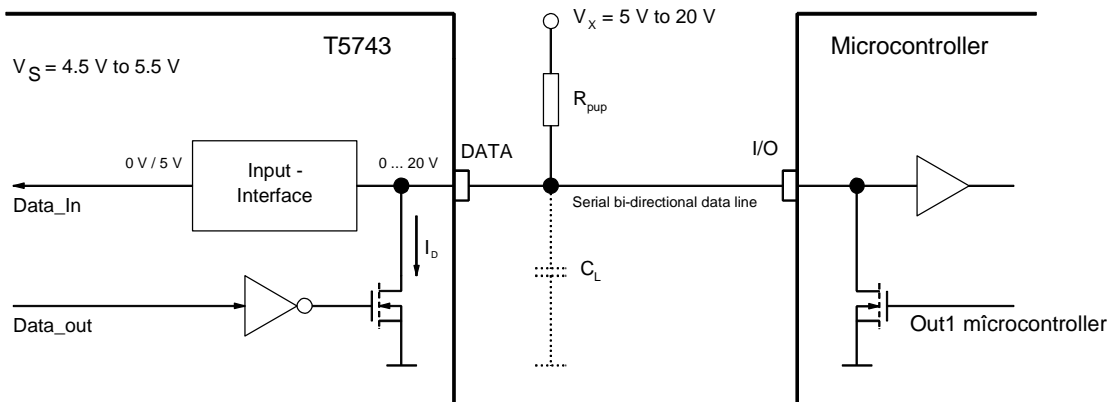 V_X = 5 V to 20 V
T5743
Microcontroller
V_S = 4.5 V to 5.5 V
R_pup
0 V / 5 V
Input -
Interface
0 ... 20 V
DATA
I/O
Data_In
Serial bi-directional data line
I_D
C_L
Data_out
Out1 mîcrocontroller